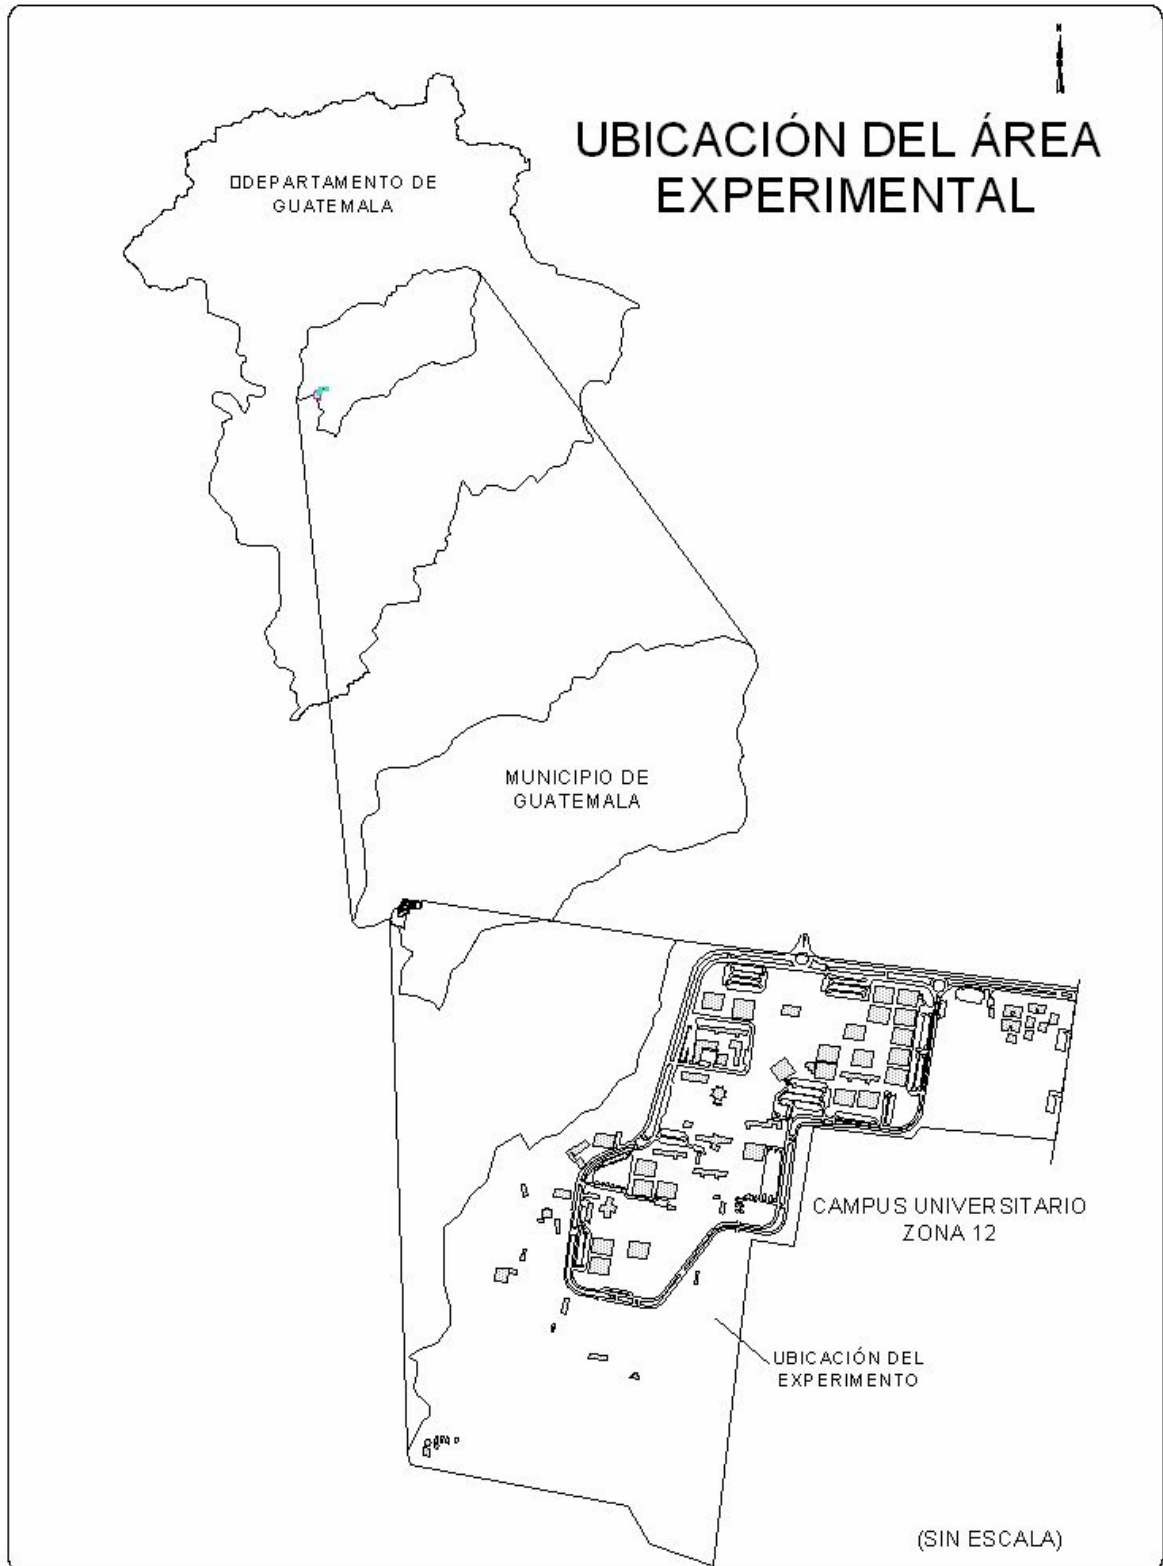 N
UBICACIÓN DEL ÁREA
EXPERIMENTAL
DEPARTAMENTO DE
GUATEMALA
MUNICIPIO DE
GUATEMALA
CAMPUS UNIVERSITARIO
ZONA 12
UBICACIÓN DEL
EXPERIMENTO
(SIN ESCALA)